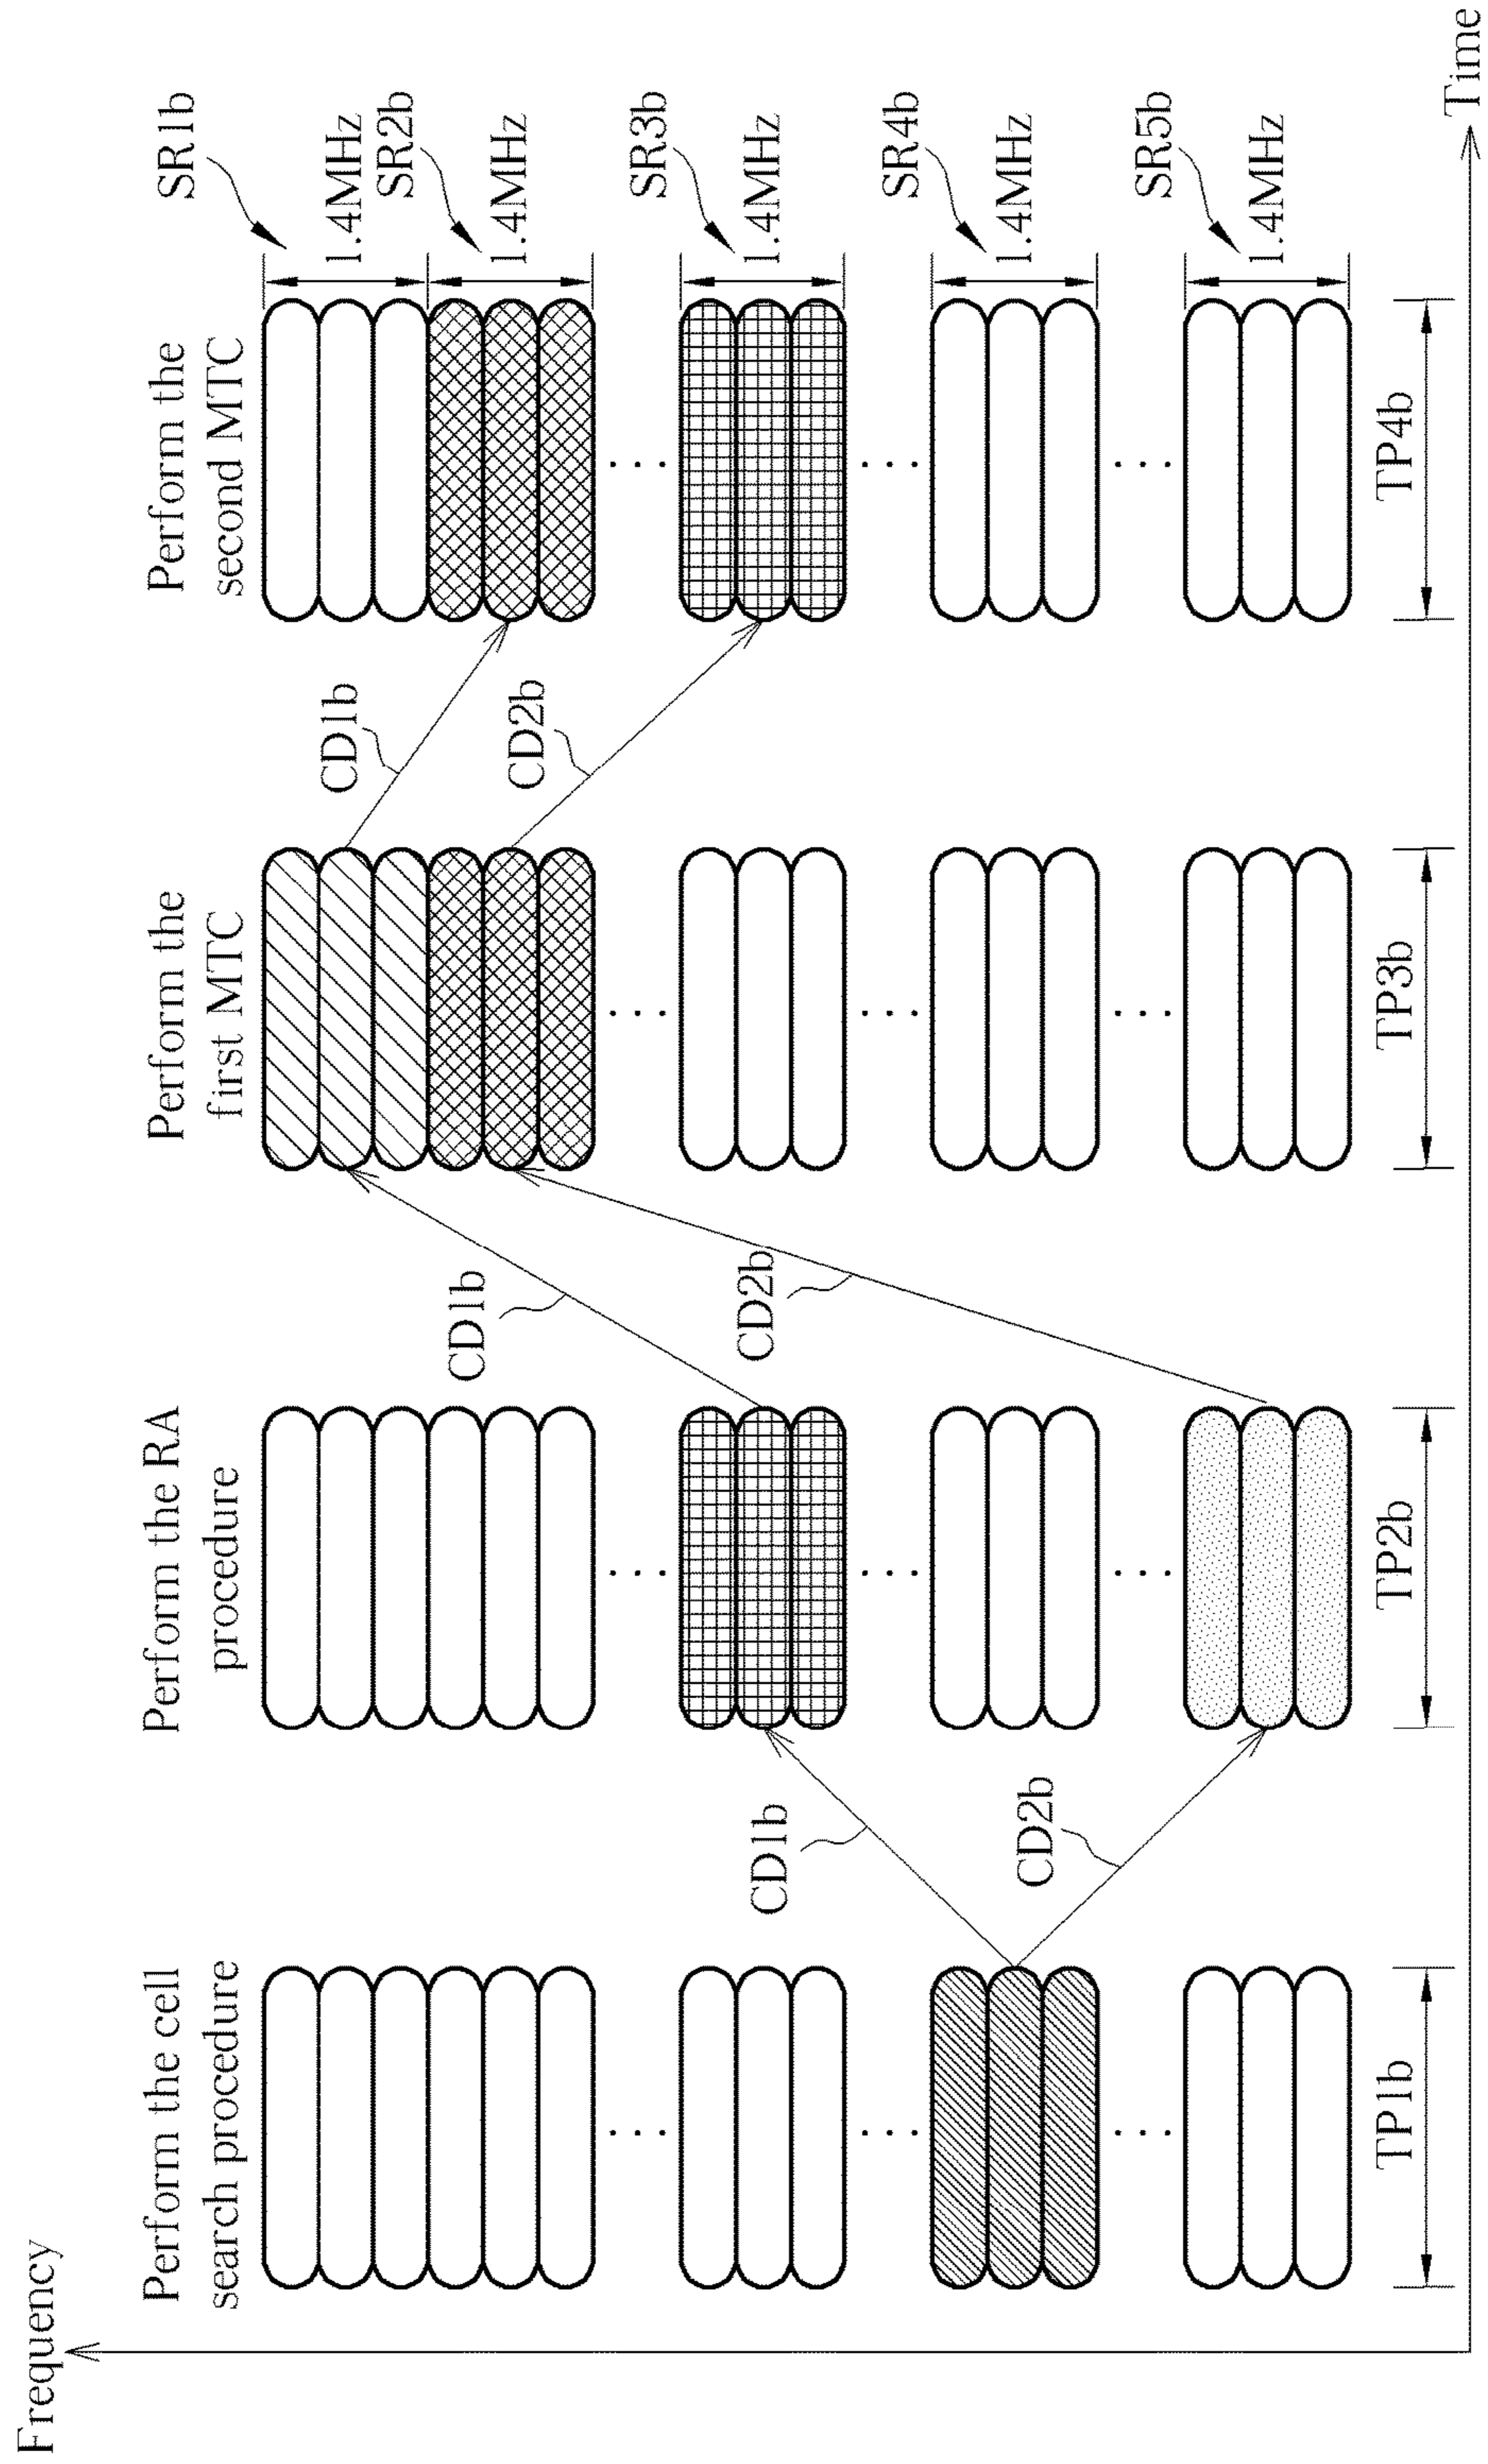 Frequency
Perform the cell
search procedure
Perform the RA
procedure
Perform the
first MTC
Perform the
second MTC
SR1b
1.4MHz
SR2b
1.4MHz
SR3b
1.4MHz
SR4b
1.4MHz
SR5b
1.4MHz
CD1b
CD2b
CD1b
CD2b
CD1b
CD2b
TP1b
TP2b
TP3b
TP4b
Time